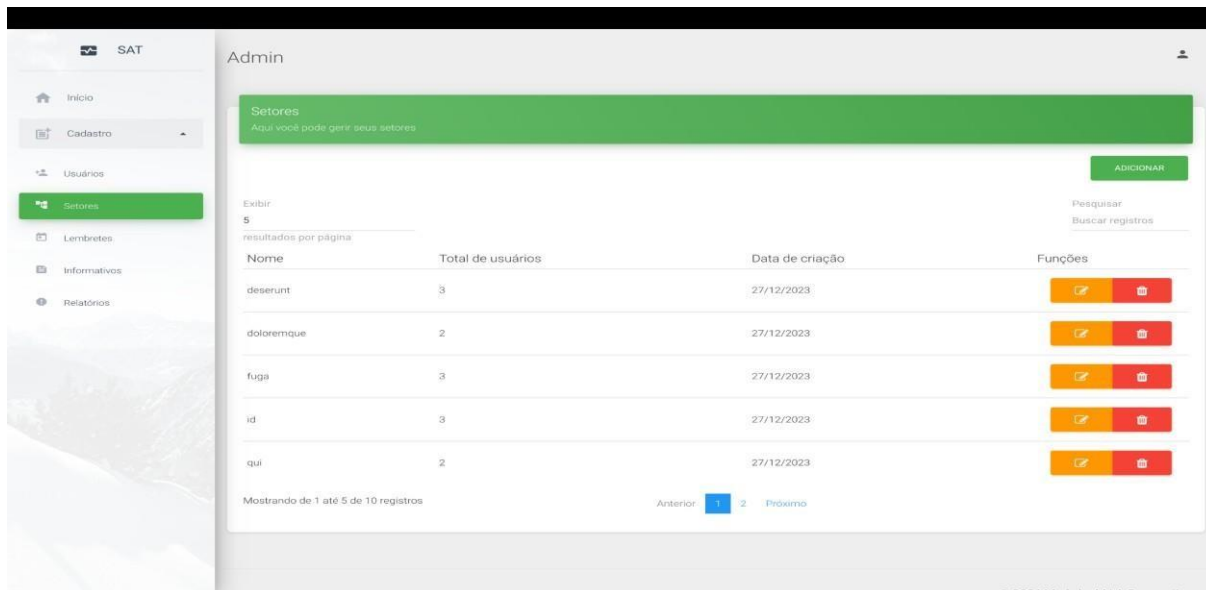 SAT
Admin
Início
Cadastro
Usuários
Setores
Lembretes
Informativos
Relatórios
Setores
Aqui você pode gerir seus setores
ADICIONAR
Exibir
5
resultados por página
Pesquisar
Buscar registros
Nome Total de usuários Data de criação Funções
deserunt 3 27/12/2023
doloremque 2 27/12/2023
fuga 3 27/12/2023
id 3 27/12/2023
qui 2 27/12/2023
Mostrando de 1 até 5 de 10 registros
Anterior 1 2 Próximo